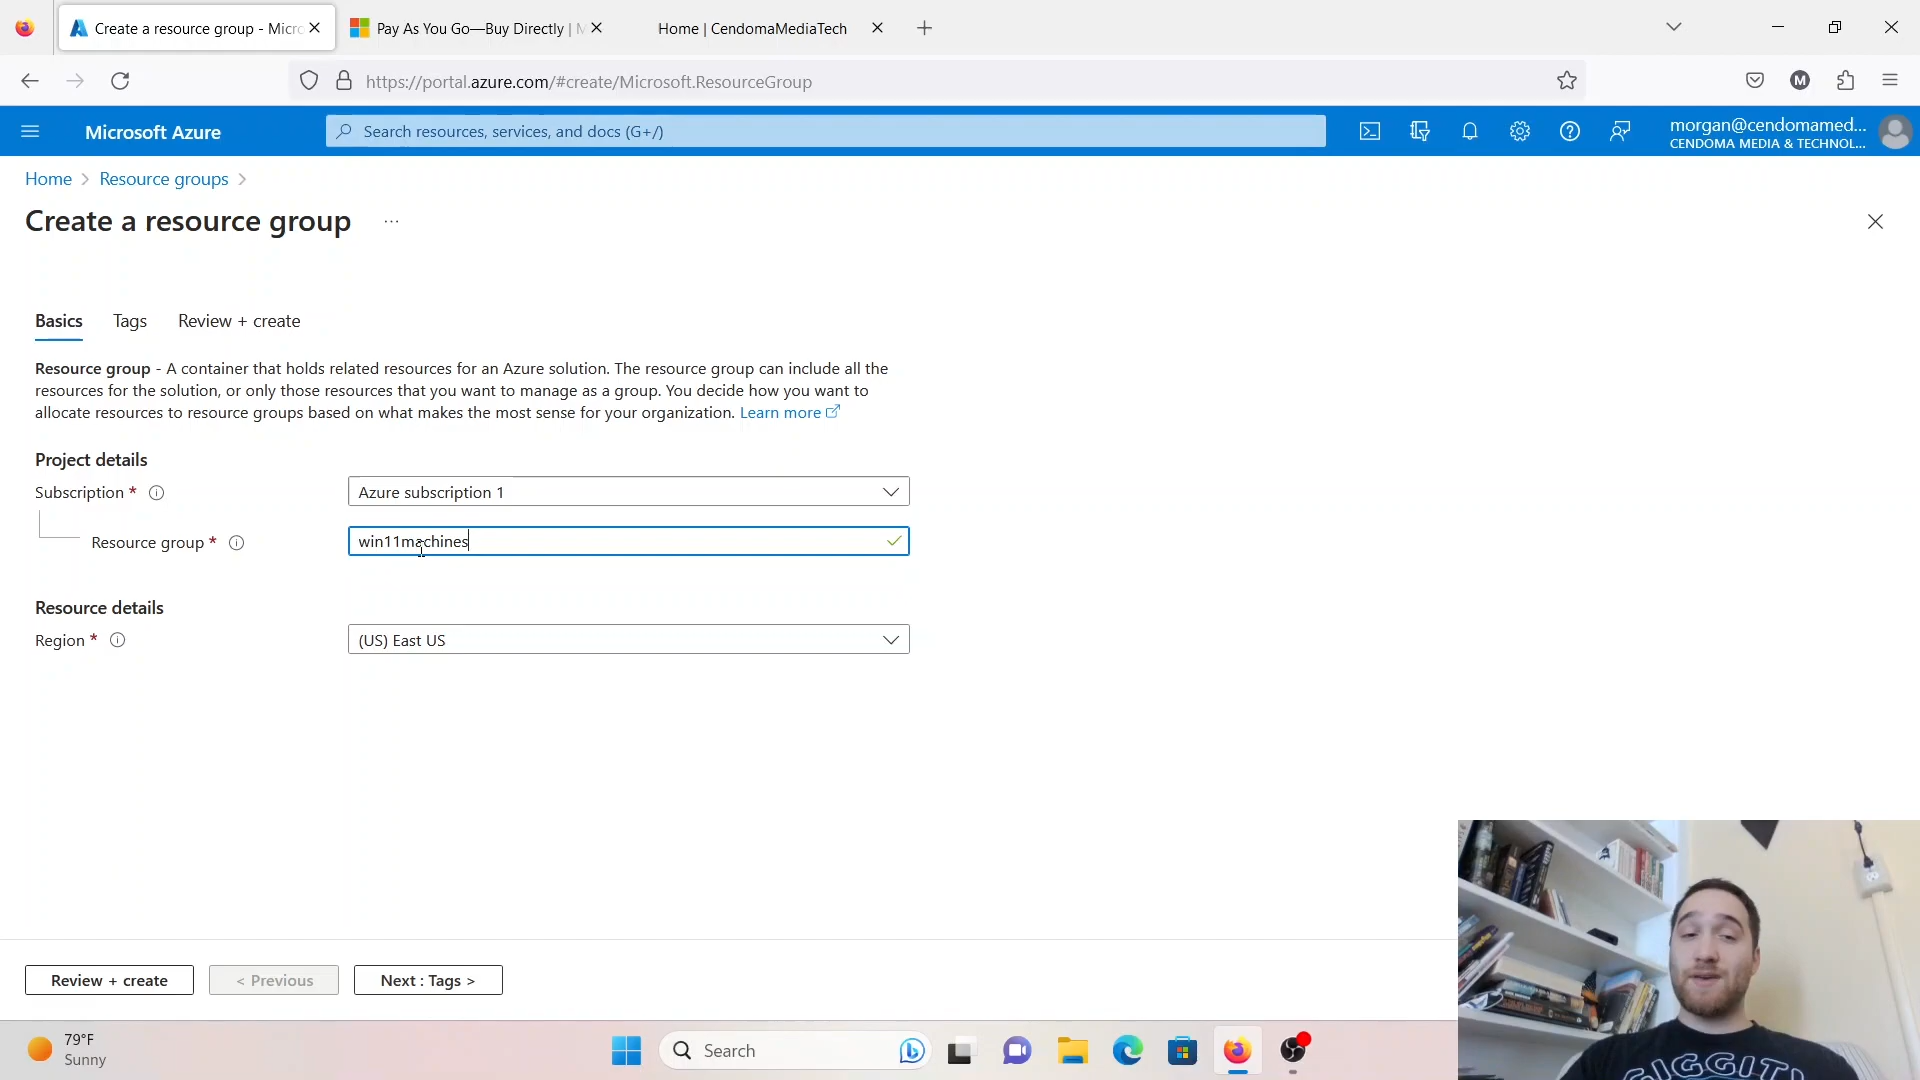 Create a resource group - Micro
Pay As You Go—Buy Directly | M
Home | CendomaMediaTech
https://portal.azure.com/#create/Microsoft.ResourceGroup
M
Microsoft Azure
Search resources, services, and docs (G+/)
morgan@cendomamed...
CENDOMA MEDIA & TECHNOL...
Home > Resource groups >
Create a resource group ...
Basics Tags Review + create
Resource group - A container that holds related resources for an Azure solution. The resource group can include all the
resources for the solution, or only those resources that you want to manage as a group. You decide how you want to
allocate resources to resource groups based on what makes the most sense for your organization. Learn more
Project details
Subscription *
Azure subscription 1
Resource group *
win11machines
Resource details
Region *
(US) East US
Review + create
< Previous
Next : Tags >
79°F
Sunny
Search
GIGGITY